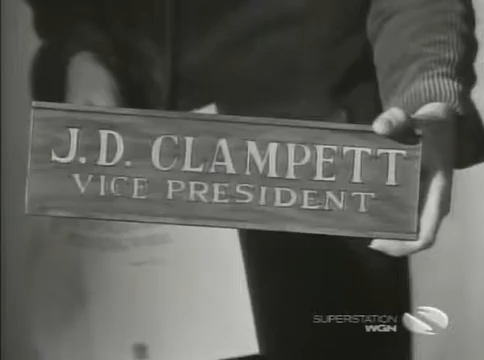 J.D. CLAMPETT
VICE PRESIDENT
SUPERSTATION
WGN